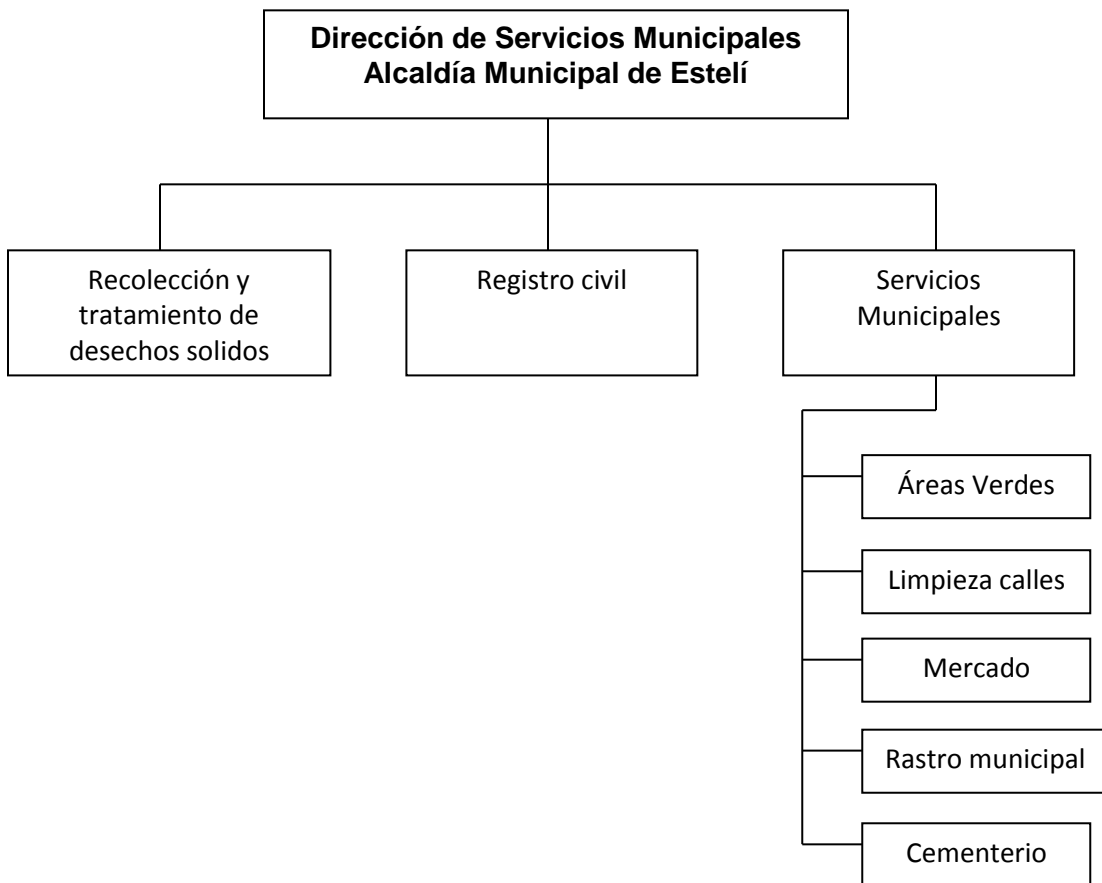 Dirección de Servicios Municipales
Alcaldía Municipal de Estelí
Recolección y
tratamiento de
desechos solidos
Registro civil
Servicios
Municipales
Áreas Verdes
Limpieza calles
Mercado
Rastro municipal
Cementerio